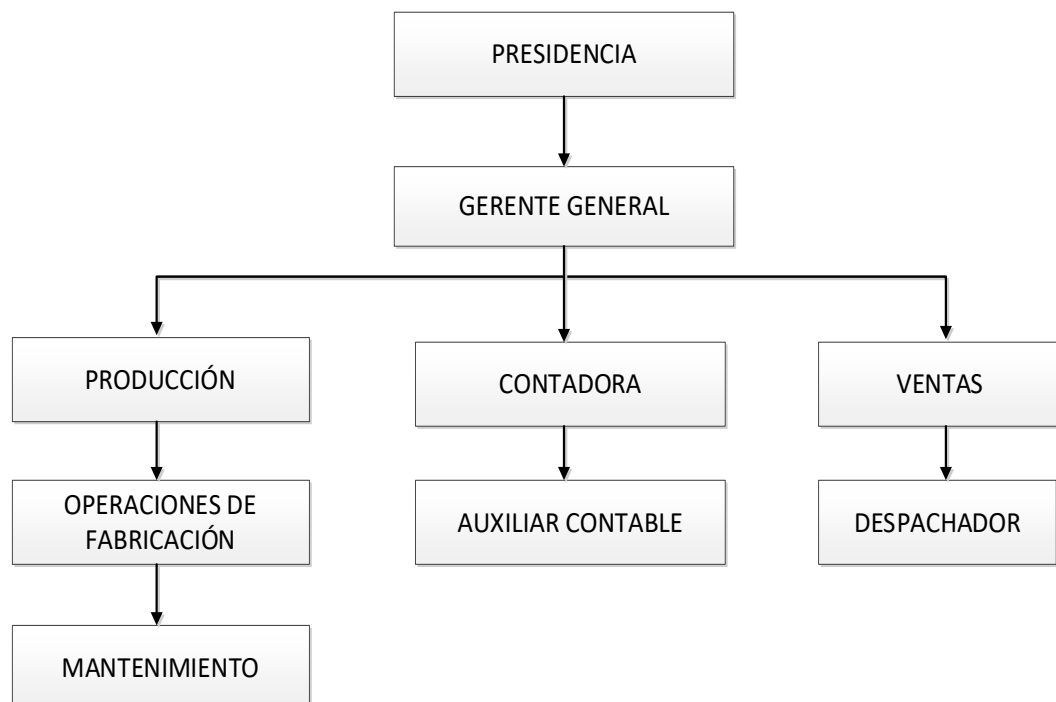 PRESIDENCIA
GERENTE GENERAL
PRODUCCIÓN
CONTADORA
VENTAS
OPERACIONES DE
FABRICACIÓN
AUXILIAR CONTABLE
DESPACHADOR
MANTENIMIENTO